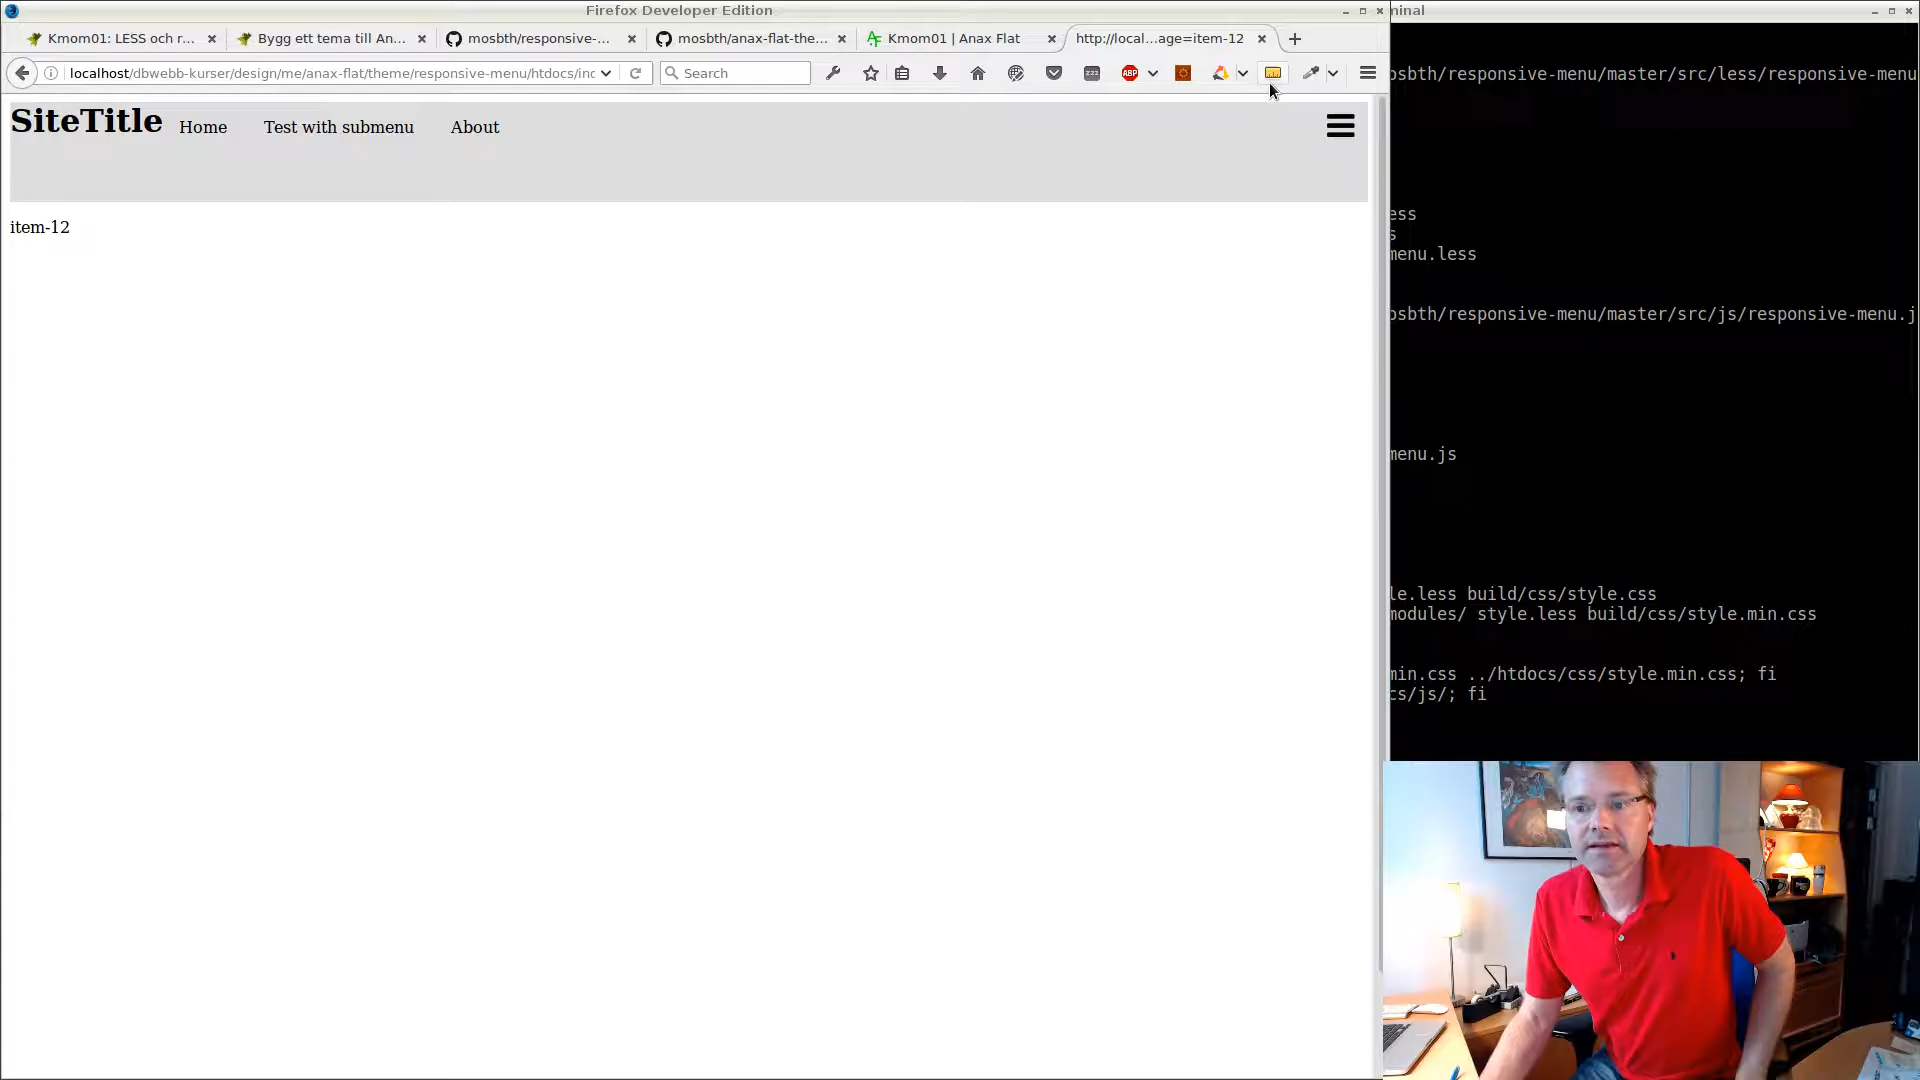 Firefox Developer Edition
Kmom01: LESS och r...
Bygg ett tema till An...
mosbth/responsive-...
mosbth/anax-flat-the...
Kmom01 | Anax Flat
http://local...age=item-12
localhost/dbwebb-kurser/design/me/anax-flat/theme/responsive-menu/htdocs/inc
Search
ABP
SiteTitle
Home
Test with submenu
About
item-12
minal
osbth/responsive-menu/master/src/less/responsive-menu
ess
s
menu.less
osbth/responsive-menu/master/src/js/responsive-menu.j
menu.js
le.less build/css/style.css
modules/ style.less build/css/style.min.css
min.css ../htdocs/css/style.min.css; fi
cs/js/; fi